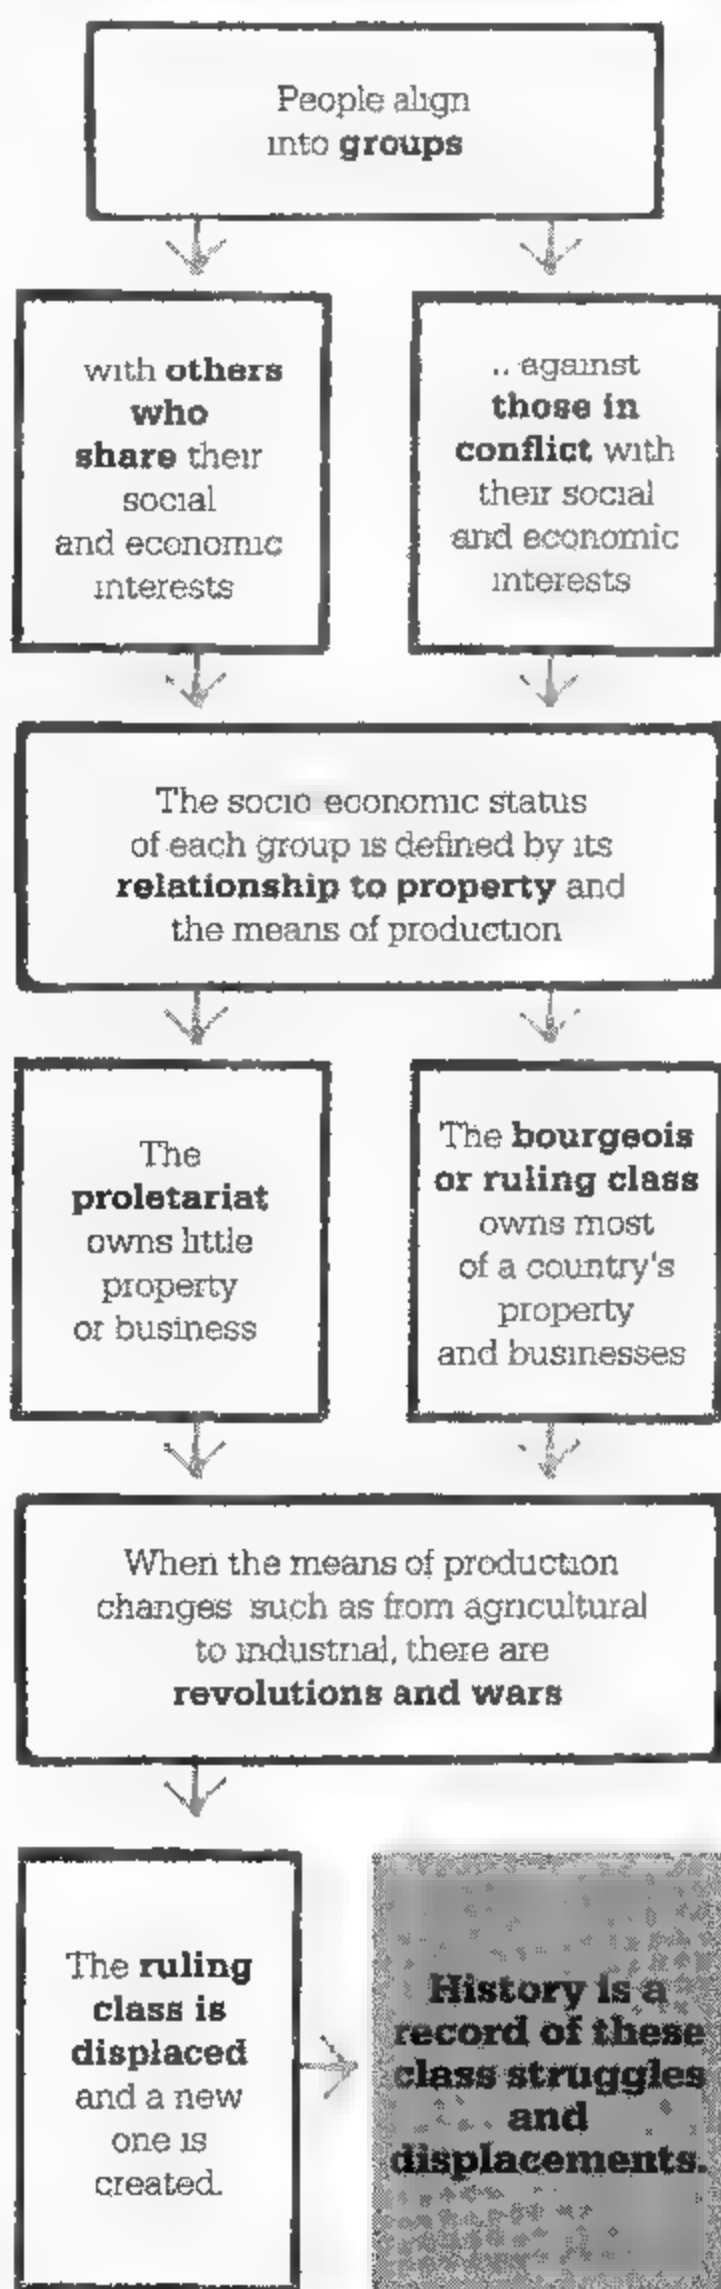 People align
into groups
with others
who
share their
social
and economic
interests
.. against
those in
conflict with
their social
and economic
interests
The socio economic status
of each group is defined by its
relationship to property and
the means of production
The
proletariat
owns little
property
or business
The bourgeois
or ruling class
owns most
of a country's
property
and businesses
When the means of production
changes such as from agricultural
to industrial, there are
revolutions and wars
The ruling
class is
displaced
and a new
one is
created.
History is a
record of these
class struggles
and
displacements.